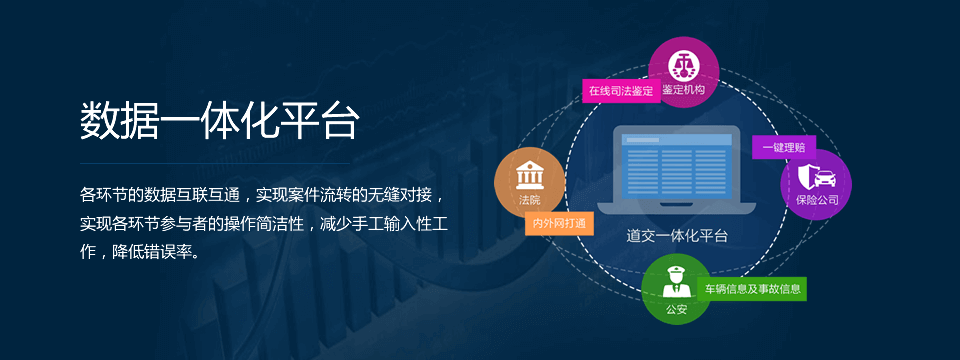 数据一体化平台
各环节的数据互联互通，实现案件流转的无缝对接，
实现各环节参与者的操作简洁性，减少手工输入性工
作，降低错误率。
在线司法鉴定
鉴定机构
一键理赔
保险公司
法院
内外网打通
道交一体化平台
车辆信息及事故信息
公安